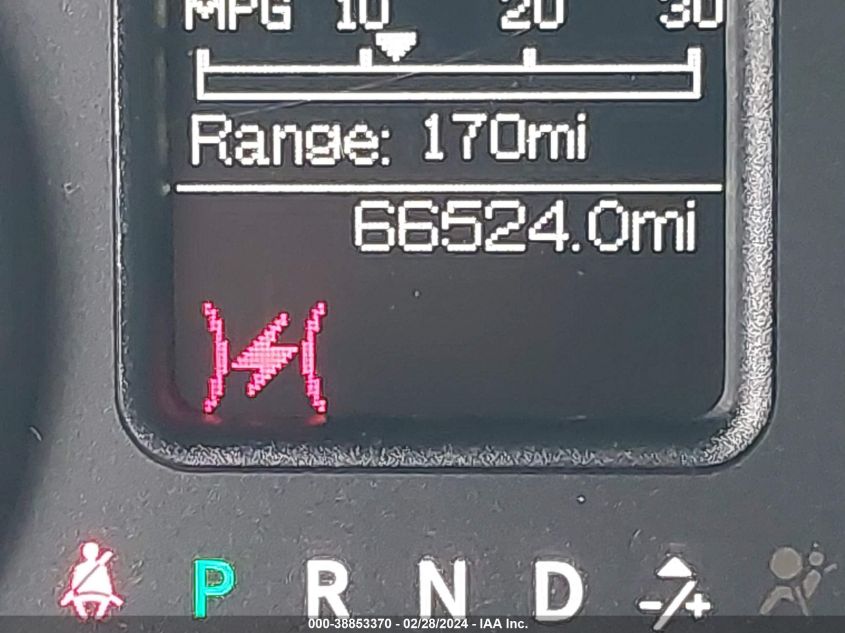 MPG 10 20 30
Range: 170mi
66524.0mi
P R N D -/+
000-38853370 - 02/28/2024 - IAA Inc.